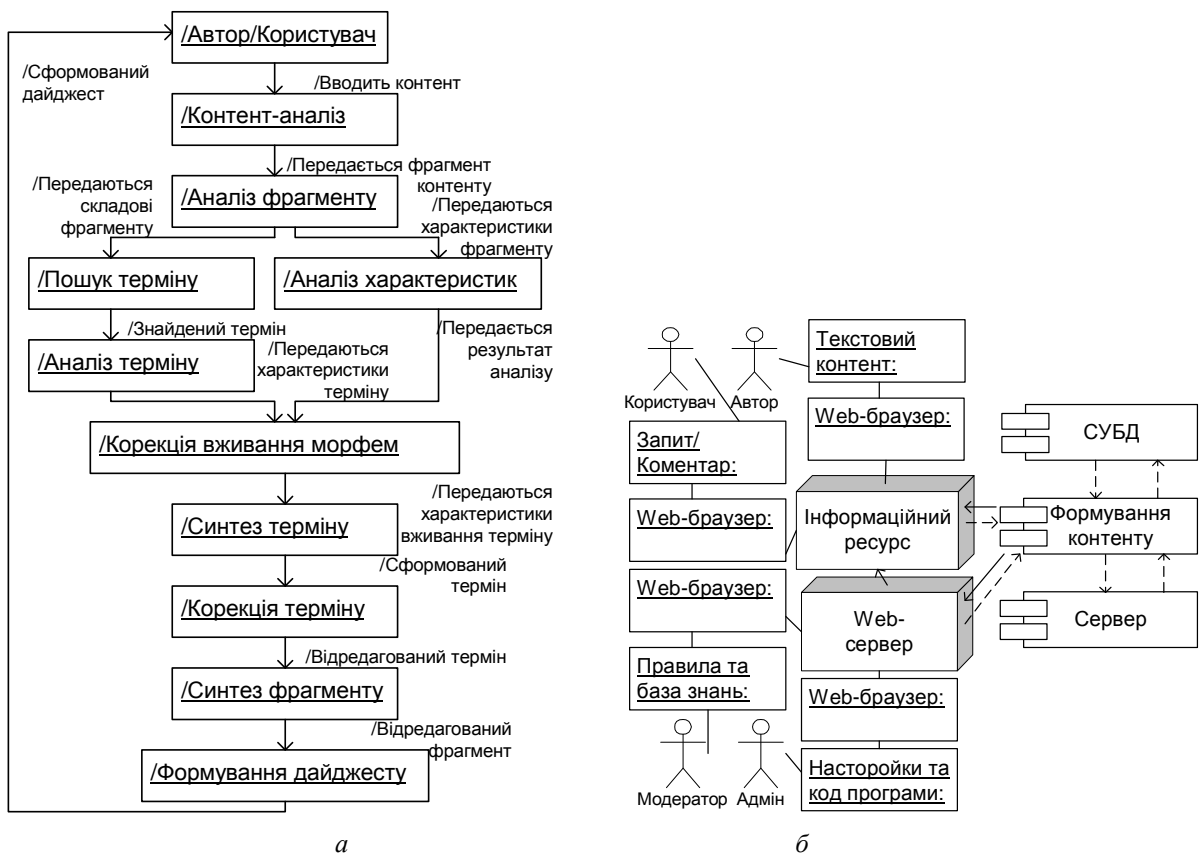 /Автор/Користувач
/Сформований
дайджест
/Вводить контент
/Контент-аналіз
/Передається фрагмент
контенту
/Передаються
складові
фрагменту
/Аналіз фрагменту
/Передаються
характеристики
фрагменту
/Пошук терміну
/Аналіз характеристик
/Знайдений термін
/Передається
результат
аналізу
/Аналіз терміну
/Передаються
характеристики
терміну
/Корекція вживання морфем
/Передаються
характеристики
вживання терміну
/Синтез терміну
/Сформований
термін
/Корекція терміну
/Відредагований термін
/Синтез фрагменту
/Відредагований
фрагмент
/Формування дайджесту
а
Користувач
Автор
Текстовий
контент:
Web-браузер:
Запит/
Коментар:
Web-браузер:
Інформаційний
ресурс
СУБД
Формування
контенту
Сервер
Web-браузер:
Web-
сервер
Правила та
база знань:
Web-браузер:
Модератор
Адмін
Насторойки та
код програми:
б